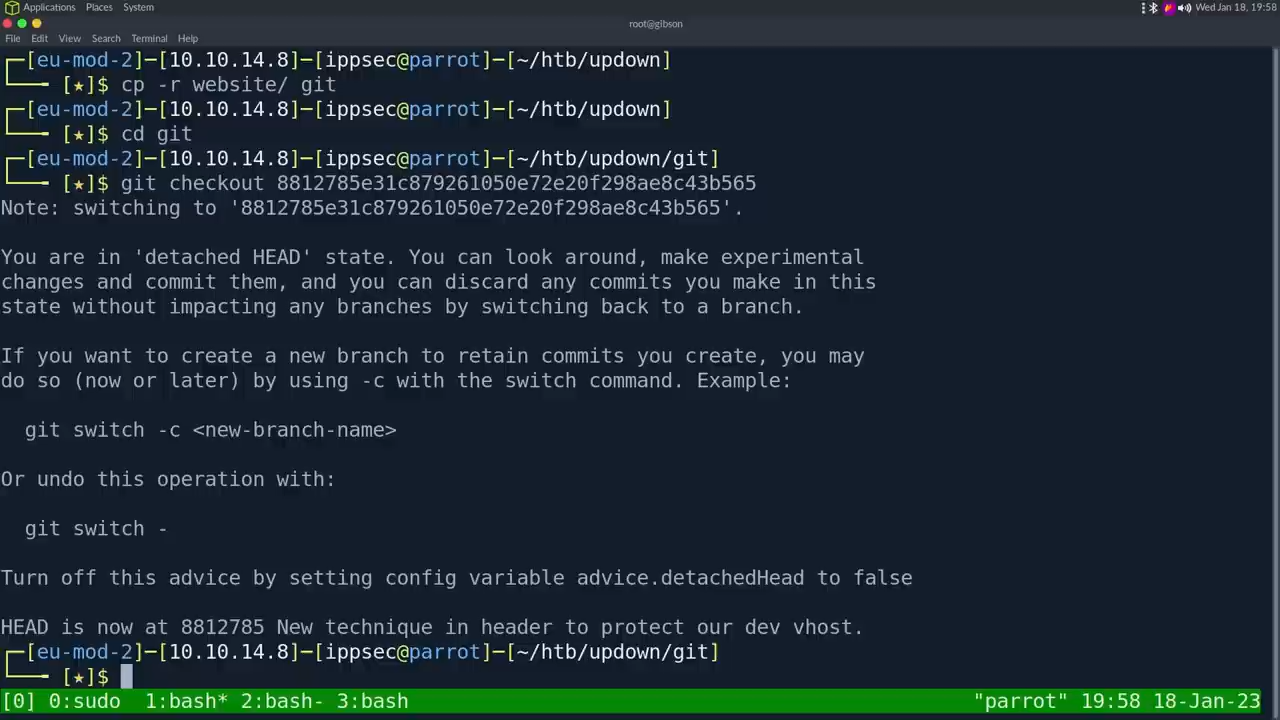 Applications Places System Wed Jan 18, 19:58
root@gibson
File Edit View Search Terminal Help
┌─[eu-mod-2]─[10.10.14.8]─[ippsec@parrot]─[~/htb/updown]
└──╼ [★]$ cp -r website/ git
┌─[eu-mod-2]─[10.10.14.8]─[ippsec@parrot]─[~/htb/updown]
└──╼ [★]$ cd git
┌─[eu-mod-2]─[10.10.14.8]─[ippsec@parrot]─[~/htb/updown/git]
└──╼ [★]$ git checkout 8812785e31c879261050e72e20f298ae8c43b565
Note: switching to '8812785e31c879261050e72e20f298ae8c43b565'.
You are in 'detached HEAD' state. You can look around, make experimental
changes and commit them, and you can discard any commits you make in this
state without impacting any branches by switching back to a branch.
If you want to create a new branch to retain commits you create, you may
do so (now or later) by using -c with the switch command. Example:
git switch -c <new-branch-name>
Or undo this operation with:
git switch -
Turn off this advice by setting config variable advice.detachedHead to false
HEAD is now at 8812785 New technique in header to protect our dev vhost.
┌─[eu-mod-2]─[10.10.14.8]─[ippsec@parrot]─[~/htb/updown/git]
└──╼ [★]$
[0] 0:sudo 1:bash* 2:bash- 3:bash "parrot" 19:58 18-Jan-23